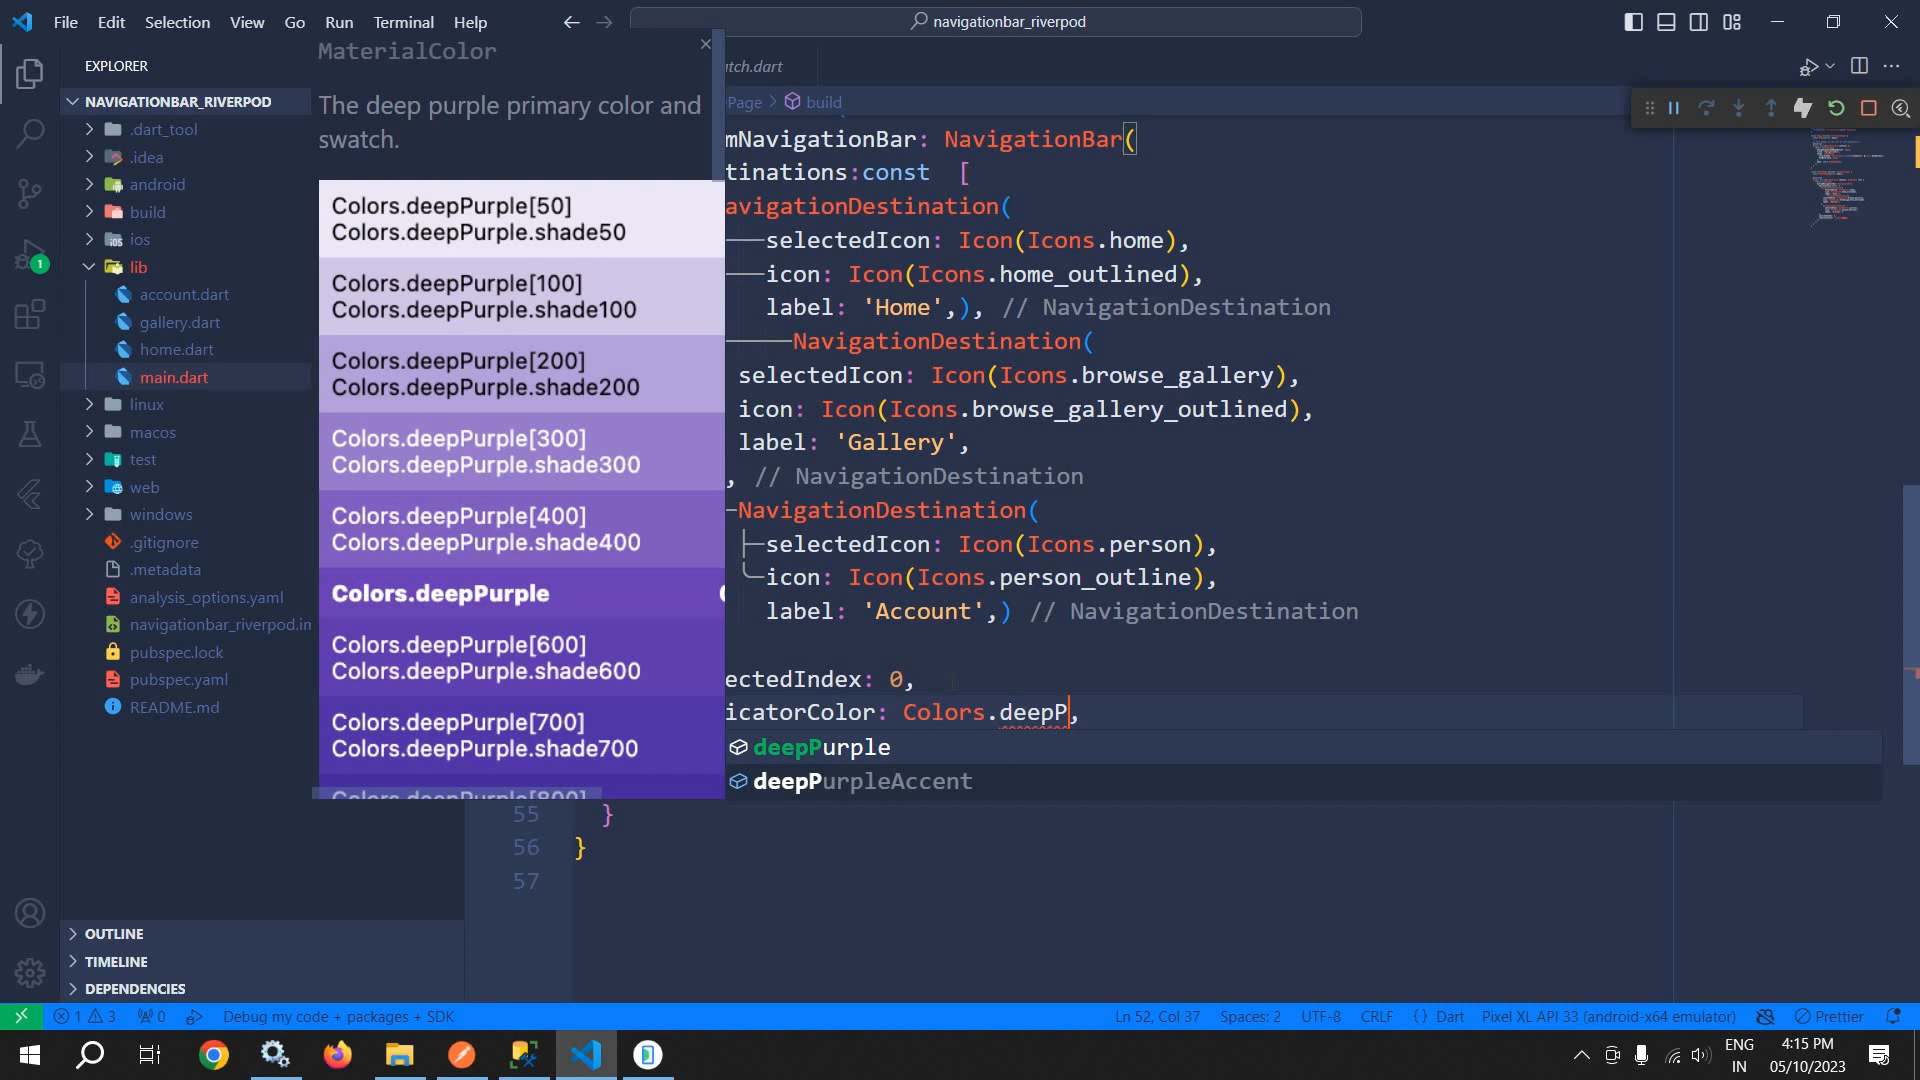 File Edit Selection View Go Run Terminal Help
navigationbar_riverpod
EXPLORER
NAVIGATIONBAR_RIVERPOD
.dart_tool
.idea
android
build
ios
lib
account.dart
gallery.dart
home.dart
main.dart
linux
macos
test
web
windows
.gitignore
.metadata
analysis_options.yaml
navigationbar_riverpod.im
pubspec.lock
pubspec.yaml
README.md
OUTLINE
TIMELINE
DEPENDENCIES
1
MaterialColor
The deep purple primary color and
swatch.
Colors.deepPurple[50]
Colors.deepPurple.shade50
Colors.deepPurple[100]
Colors.deepPurple.shade100
Colors.deepPurple[200]
Colors.deepPurple.shade200
Colors.deepPurple[300]
Colors.deepPurple.shade300
Colors.deepPurple[400]
Colors.deepPurple.shade400
Colors.deepPurple
Colors.deepPurple[600]
Colors.deepPurple.shade600
Colors.deepPurple[700]
Colors.deepPurple.shade700
Colors.deepPurple[800]
tch.dart
Page > build
mNavigationBar: NavigationBar(
tinations:const [
avigationDestination(
selectedIcon: Icon(Icons.home),
icon: Icon(Icons.home_outlined),
label: 'Home',), // NavigationDestination
NavigationDestination(
selectedIcon: Icon(Icons.browse_gallery),
icon: Icon(Icons.browse_gallery_outlined),
label: 'Gallery',
, // NavigationDestination
NavigationDestination(
selectedIcon: Icon(Icons.person),
icon: Icon(Icons.person_outline),
label: 'Account',) // NavigationDestination
ectedIndex: 0,
icatorColor: Colors.deepP,
deepPurple
deepPurpleAccent
55 }
56 }
57
1 3 0 Debug my code + packages + SDK
Ln 52, Col 37 Spaces: 2 UTF-8 CRLF { } Dart Pixel XL API 33 (android-x64 emulator) Prettier
ENG
IN
4:15 PM
05/10/2023